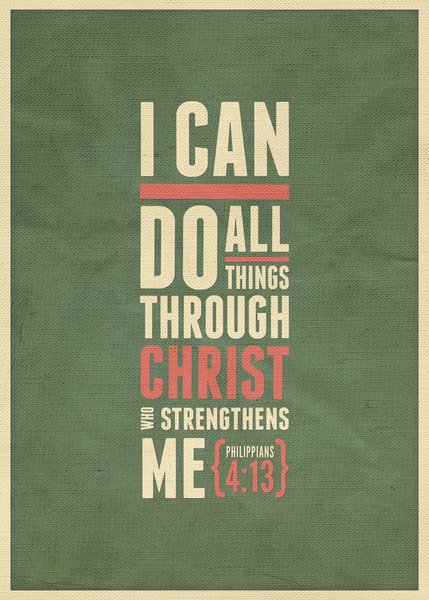 I CAN
DO ALL
THINGS
THROUGH
CHRIST
WHO STRENGTHENS
ME {PHILIPPIANS
4:13}